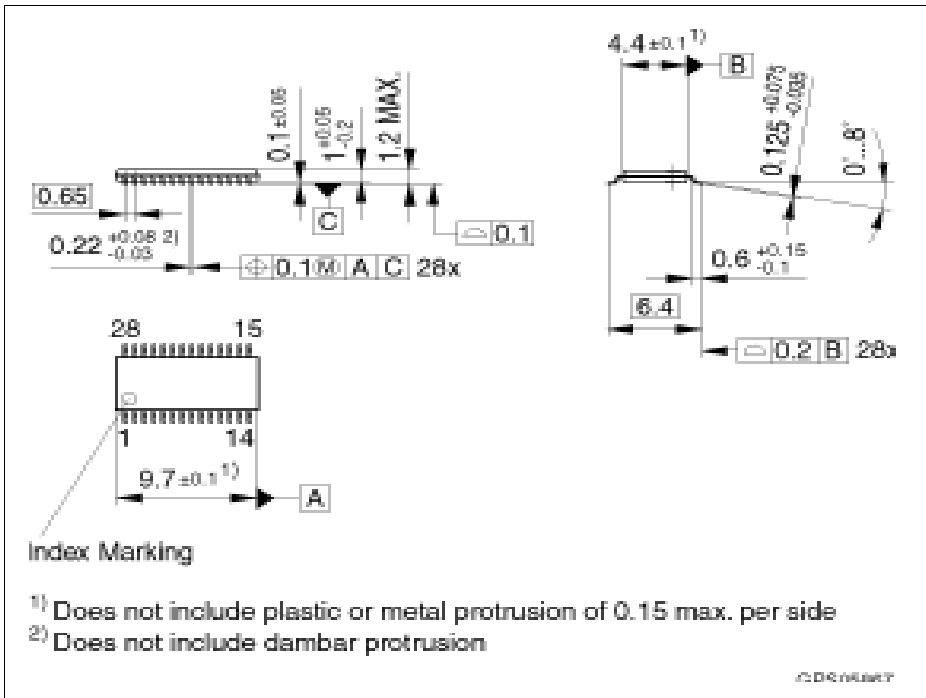 4.4 ±0.1 1)
B
0.1 ±0.05
1 +0.05 -0.2
1.2 MAX.
0.125 +0.075 -0.035
0°...8°
0.65
C
0.1
0.22 +0.08 -0.03 2)
0.1 Ⓜ A C 28x
0.6 +0.15 -0.1
6.4
0.2 B 28x
28 15
1 14
9.7 ±0.1 1)
A
Index Marking
1) Does not include plastic or metal protrusion of 0.15 max. per side
2) Does not include dambar protrusion